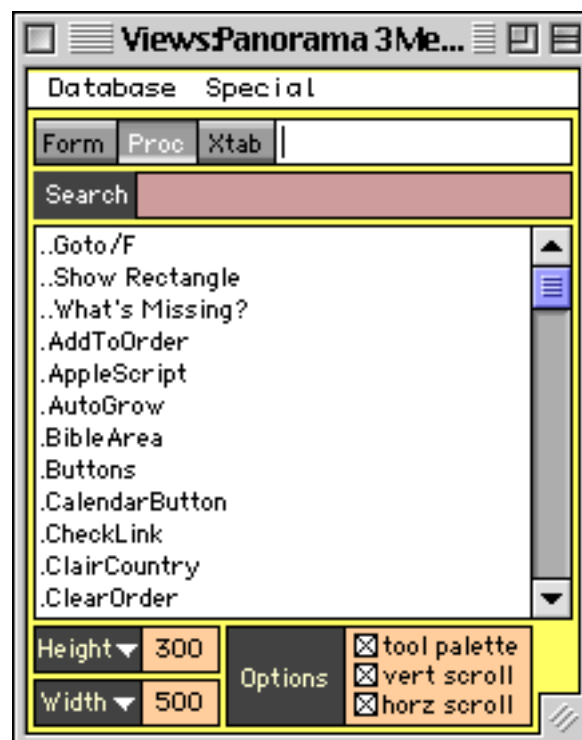 Views:Panorama 3Me...
Database Special
Form Proc Xtab
Search
..Goto/F
..Show Rectangle
..What's Missing?
.AddToOrder
.AppleScript
.AutoGrow
.BibleArea
.Buttons
.CalendarButton
.CheckLink
.ClairCountry
.ClearOrder
Height 300
Width 500
Options
tool palette
vert scroll
horz scroll